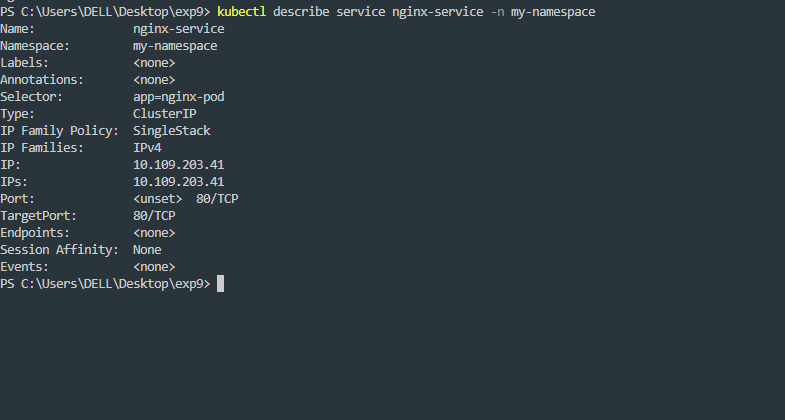 PS C:\Users\DELL\Desktop\exp9> kubectl describe service nginx-service -n my-namespace
Name:              nginx-service
Namespace:         my-namespace
Labels:            <none>
Annotations:       <none>
Selector:          app=nginx-pod
Type:              ClusterIP
IP Family Policy:  SingleStack
IP Families:       IPv4
IP:                10.109.203.41
IPs:               10.109.203.41
Port:              <unset>  80/TCP
TargetPort:        80/TCP
Endpoints:         <none>
Session Affinity:  None
Events:            <none>
PS C:\Users\DELL\Desktop\exp9>